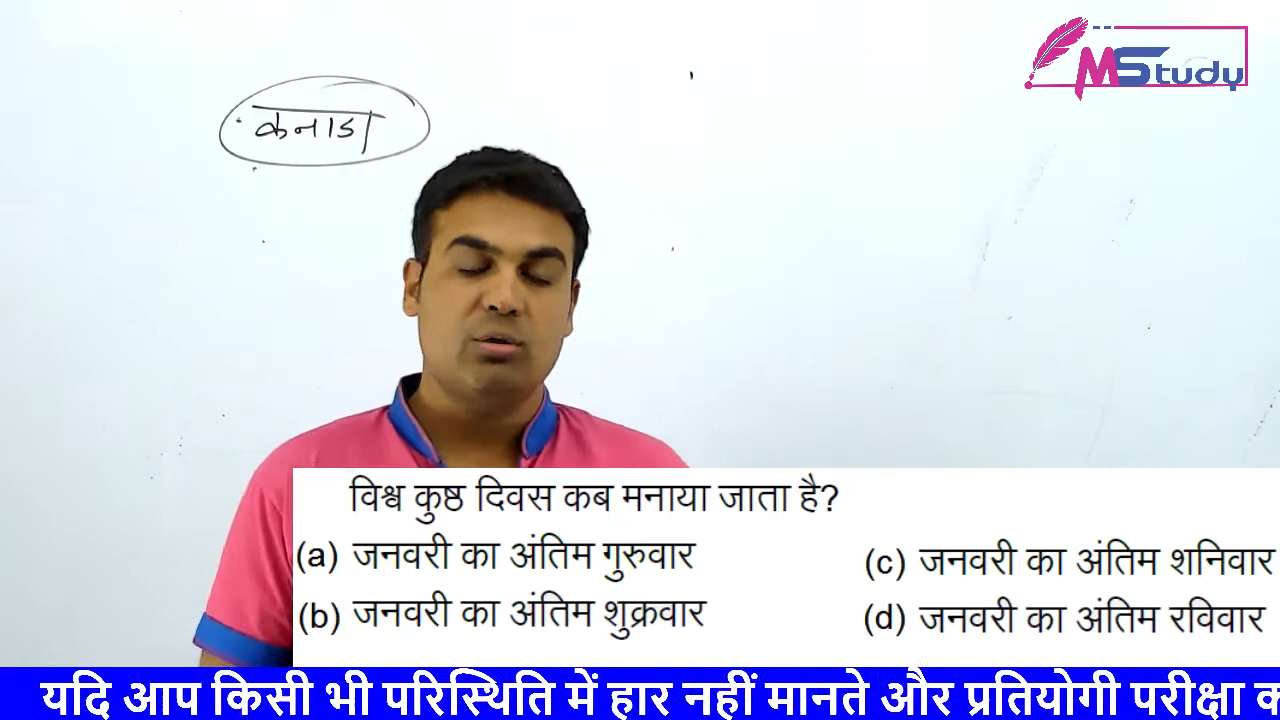 MStudy
कनाडा
विश्व कुष्ठ दिवस कब मनाया जाता है?
(a) जनवरी का अंतिम गुरुवार
(b) जनवरी का अंतिम शुक्रवार
(c) जनवरी का अंतिम शनिवार
(d) जनवरी का अंतिम रविवार
यदि आप किसी भी परिस्थिति में हार नहीं मानते और प्रतियोगी परीक्षा